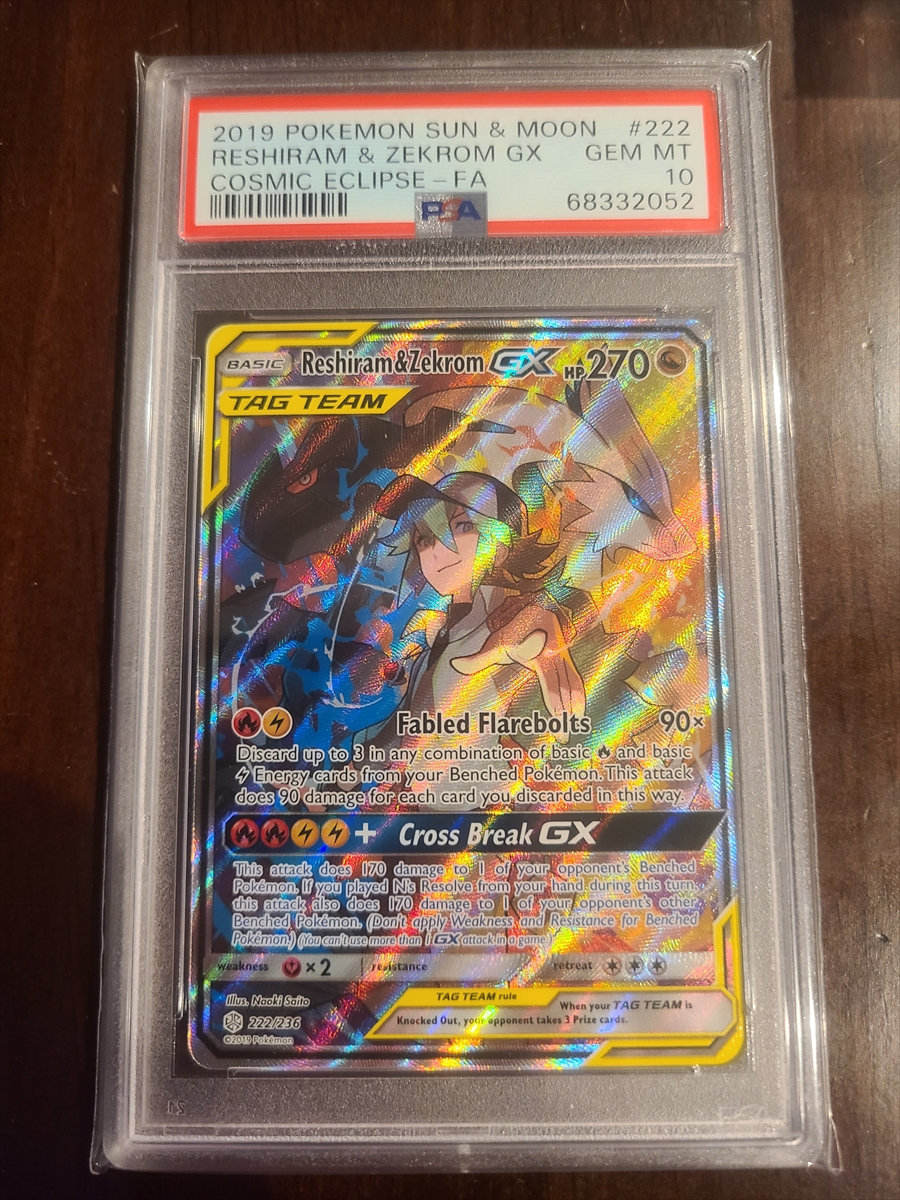 2019 POKEMON SUN & MOON #222
RESHIRAM & ZEKROM GX GEM MT
COSMIC ECLIPSE-FA 10
PSA 68332052
BASIC Reshiram&Zekrom GX HP270
TAG TEAM
Fabled Flarebolts 90×
Discard up to 3 in any combination of basic and basic
Energy cards from your Benched Pokémon. This attack
does 90 damage for each card you discarded in this way.
+ Cross Break GX
This attack does 170 damage to 1 of your opponent's Benched
Pokémon. If you played N's Resolve from your hand during this turn,
this attack also does 170 damage to 1 of your opponent's other
Benched Pokémon. (Don't apply Weakness and Resistance for Benched
Pokémon.) (You can't use more than 1 GX attack in a game.)
weakness ×2 resistance retreat
Illus. Naoki Saito
TAG TEAM rule When your TAG TEAM is
Knocked Out, your opponent takes 3 Prize cards.
222/236
©2019 Pokémon